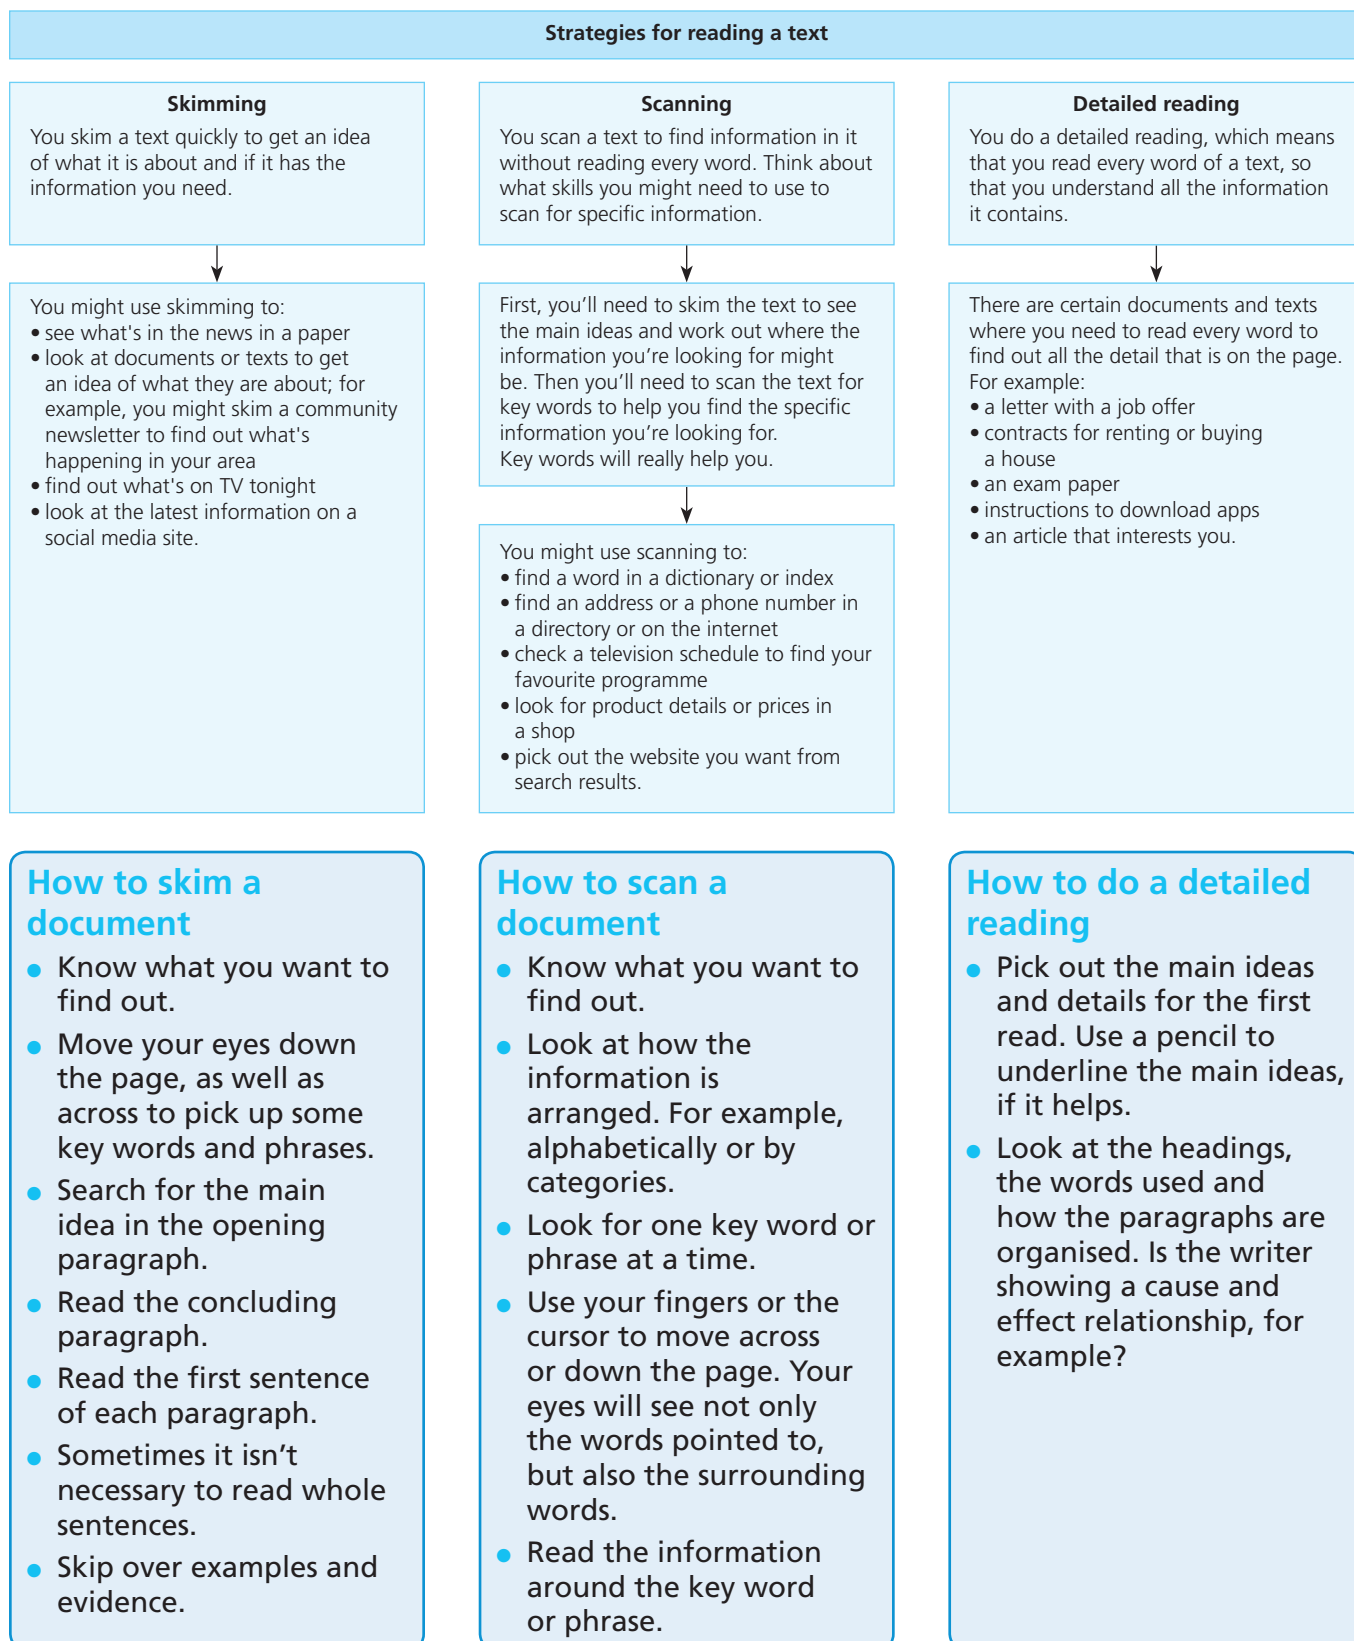 Strategies for reading a text
Skimming
You skim a text quickly to get an idea
of what it is about and if it has the
information you need.
You might use skimming to:
• see what's in the news in a paper
• look at documents or texts to get
an idea of what they are about; for
example, you might skim a community
newsletter to find out what's
happening in your area
• find out what's on TV tonight
• look at the latest information on a
social media site.
Scanning
You scan a text to find information in it
without reading every word. Think about
what skills you might need to use to
scan for specific information.
First, you’ll need to skim the text to see
the main ideas and work out where the
information you’re looking for might
be. Then you’ll need to scan the text for
key words to help you find the specific
information you’re looking for.
Key words will really help you.
You might use scanning to:
• find a word in a dictionary or index
• find an address or a phone number in
a directory or on the internet
• check a television schedule to find your
favourite programme
• look for product details or prices in
a shop
• pick out the website you want from
search results.
Detailed reading
You do a detailed reading, which means
that you read every word of a text, so
that you understand all the information
it contains.
There are certain documents and texts
where you need to read every word to
find out all the detail that is on the page.
For example:
• a letter with a job offer
• contracts for renting or buying
a house
• an exam paper
• instructions to download apps
• an article that interests you.
How to skim a
document
● Know what you want to
find out.
● Move your eyes down
the page, as well as
across to pick up some
key words and phrases.
● Search for the main
idea in the opening
paragraph.
● Read the concluding
paragraph.
● Read the first sentence
of each paragraph.
● Sometimes it isn’t
necessary to read whole
sentences.
● Skip over examples and
evidence.
How to scan a
document
● Know what you want to
find out.
● Look at how the
information is
arranged. For example,
alphabetically or by
categories.
● Look for one key word or
phrase at a time.
● Use your fingers or the
cursor to move across
or down the page. Your
eyes will see not only
the words pointed to,
but also the surrounding
words.
● Read the information
around the key word
or phrase.
How to do a detailed
reading
● Pick out the main ideas
and details for the first
read. Use a pencil to
underline the main ideas,
if it helps.
● Look at the headings,
the words used and
how the paragraphs are
organised. Is the writer
showing a cause and
effect relationship, for
example?